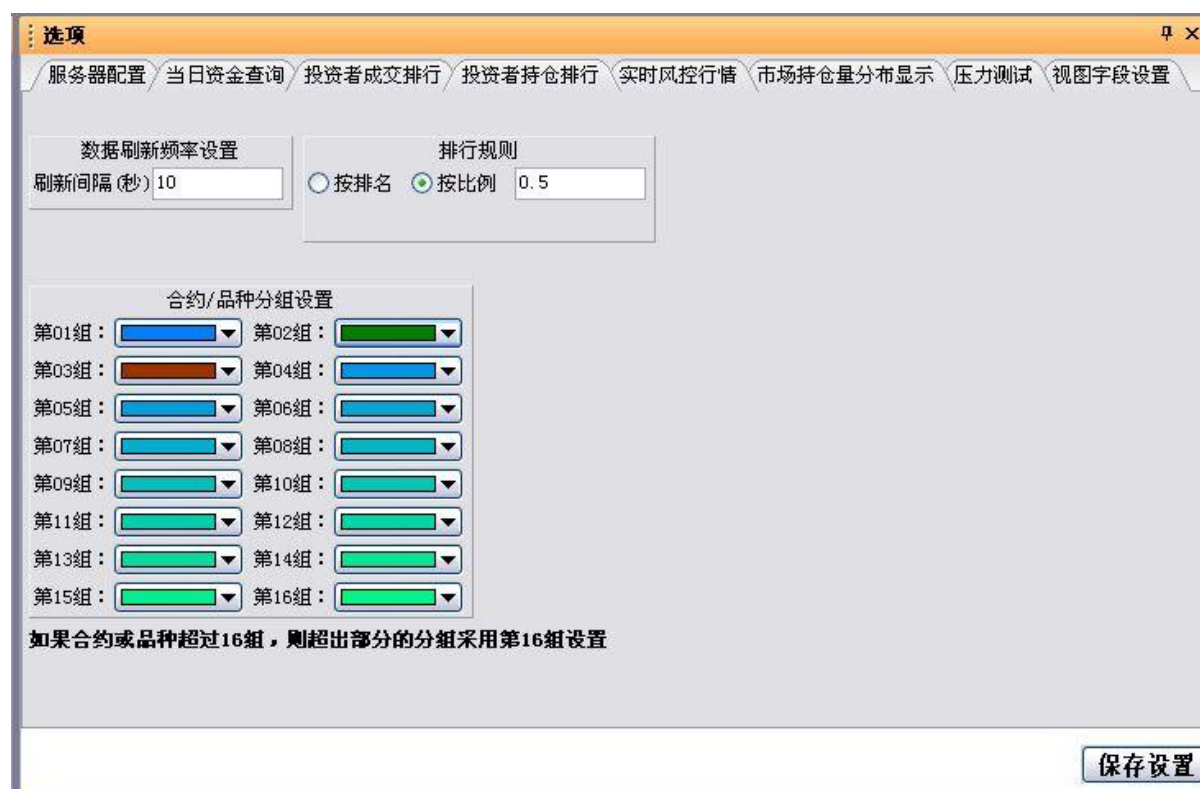 选项
服务器配置 当日资金查询 投资者成交排行 投资者持仓排行 实时风控行情 市场持仓量分布显示 压力测试 视图字段设置
数据刷新频率设置 排行规则
刷新间隔(秒) 10 按排名 按比例 0.5
合约/品种分组设置
第01组： 第02组：
第03组： 第04组：
第05组： 第06组：
第07组： 第08组：
第09组： 第10组：
第11组： 第12组：
第13组： 第14组：
第15组： 第16组：
如果合约或品种超过16组，则超出部分的分组采用第16组设置
保存设置